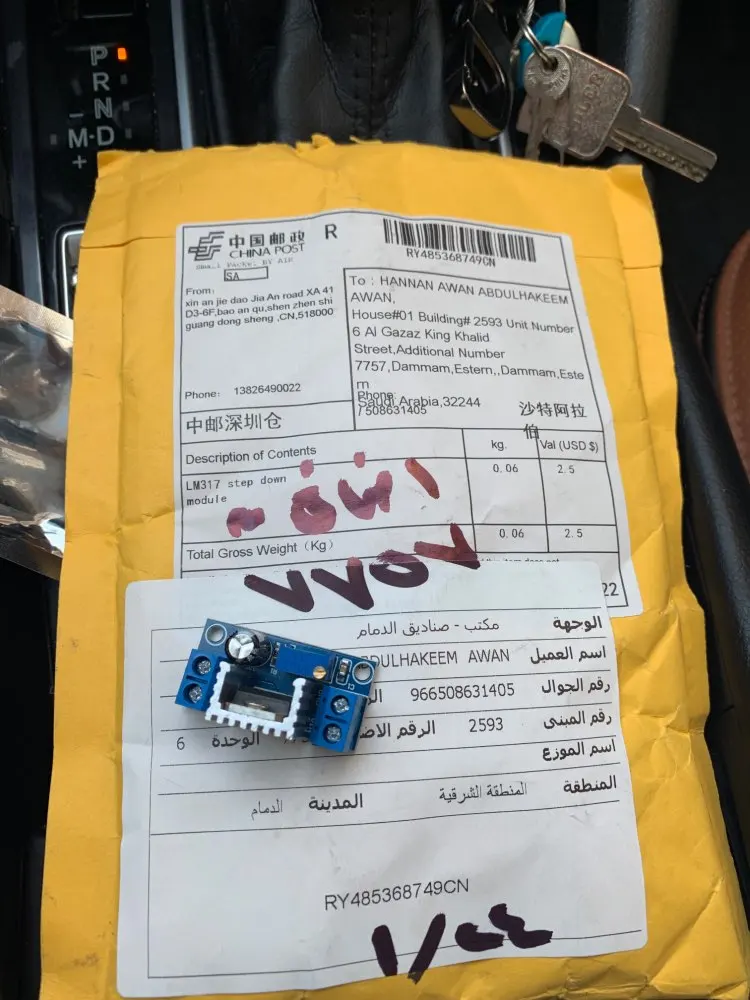 P
R
N
M-D
+
中国邮政 R
CHINA POST
SMALL PACKET BY AIR
SA
RY485368749CN
From:
xin an jie dao Jia An road XA 41
D3-6F,bao an qu,shen zhen shi
guang dong sheng ,CN,518000
Phone: 13826490022
To : HANNAN AWAN ABDULHAKEEM
AWAN,
House#01 Building# 2593 Unit Number
6 Al Gazaz King Khalid
Street,Additional Number
7757,Dammam,Estern,,Dammam,Este
rn
Phone:
Saudi Arabia,32244
/ 508631405
沙特阿拉
伯
中邮深圳仓
Description of Contents kg. Val (USD $)
LM317 step down 0.06 2.5
module
Total Gross Weight (Kg) 0.06 2.5
٧٧٥٧
22
الوجهة مكتب - صناديق الدمام
اسم العميل DULHAKEEM AWAN
رقم الجوال 966508631405
رقم المبنى 2593 الرقم الاض الوحدة 6
اسم الموزع
المنطقة المنطقة الشرقية المدينة الدمام
RY485368749CN